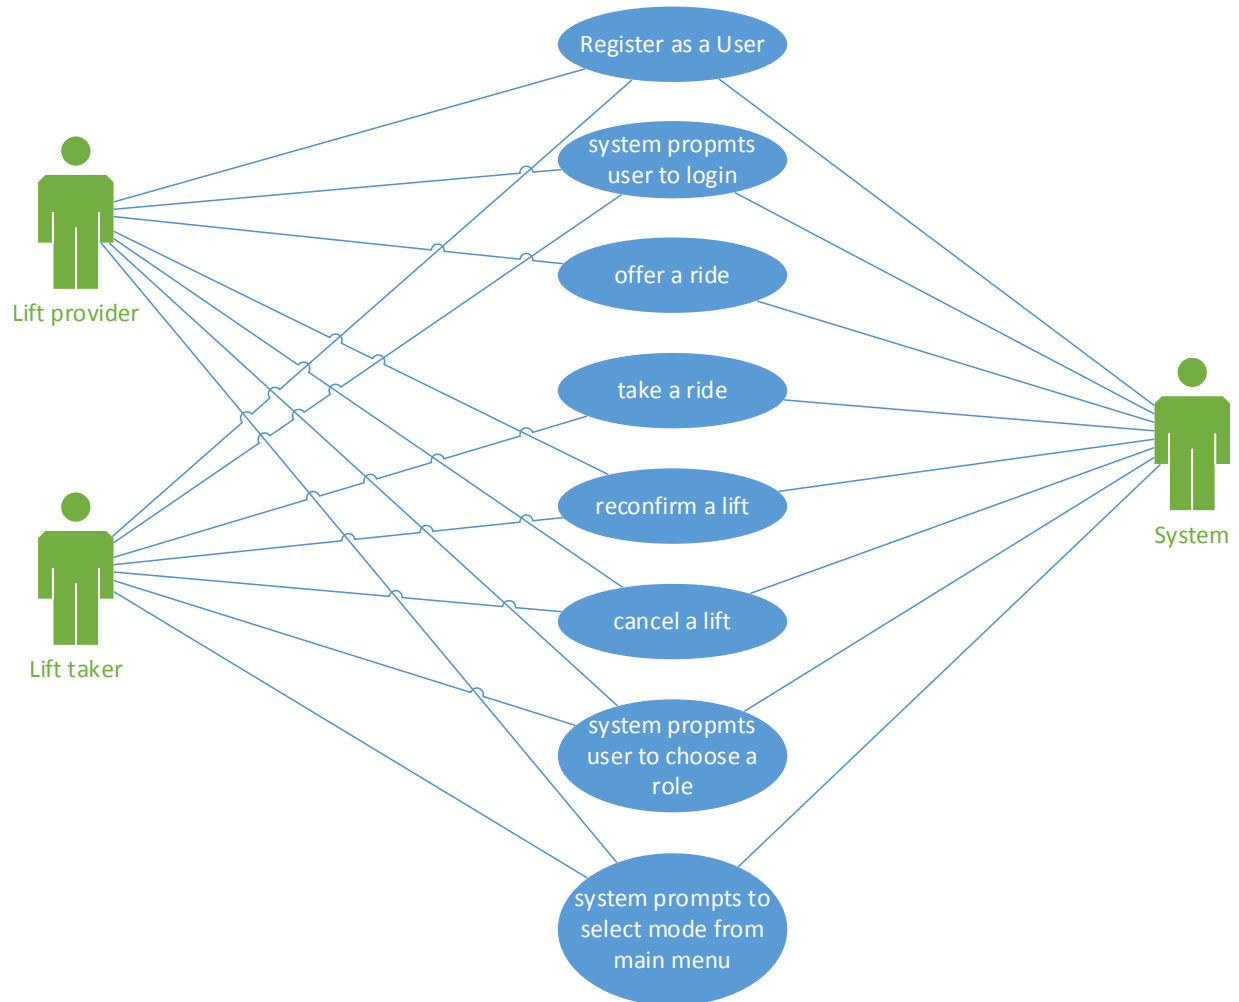 Register as a User
system propmts
user to login
Lift provider
offer a ride
take a ride
reconfirm a lift
System
cancel a lift
Lift taker
system propmts
user to choose a
role
system prompts to
select mode from
main menu